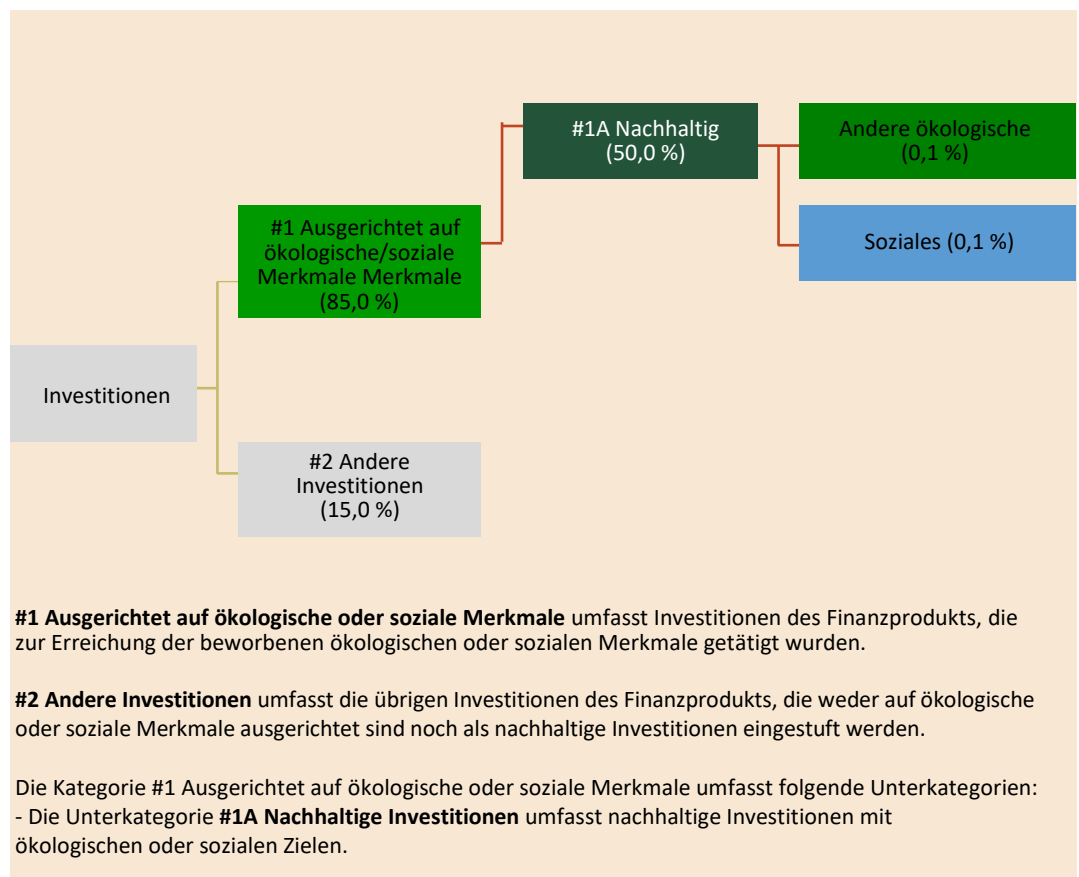 #1A Nachhaltig
(50,0 %)
Andere ökologische
(0,1 %)
#1 Ausgerichtet auf
ökologische/soziale
Merkmale Merkmale
(85,0 %)
Soziales (0,1 %)
Investitionen
#2 Andere
Investitionen
(15,0 %)
#1 Ausgerichtet auf ökologische oder soziale Merkmale umfasst Investitionen des Finanzprodukts, die
zur Erreichung der beworbenen ökologischen oder sozialen Merkmale getätigt wurden.
#2 Andere Investitionen umfasst die übrigen Investitionen des Finanzprodukts, die weder auf ökologische
oder soziale Merkmale ausgerichtet sind noch als nachhaltige Investitionen eingestuft werden.
Die Kategorie #1 Ausgerichtet auf ökologische oder soziale Merkmale umfasst folgende Unterkategorien:
- Die Unterkategorie #1A Nachhaltige Investitionen umfasst nachhaltige Investitionen mit
ökologischen oder sozialen Zielen.